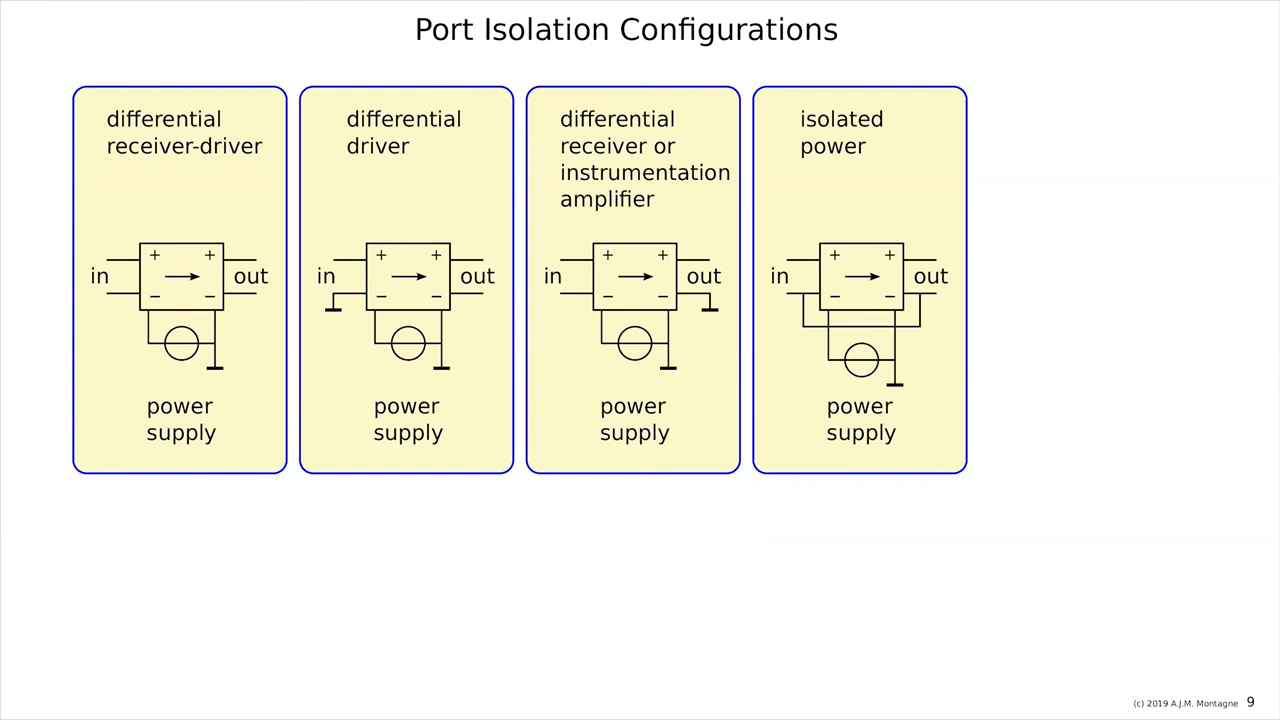 Port Isolation Configurations
differential
receiver-driver
+ +
in out
− −
power
supply
differential
driver
+ +
in out
− −
power
supply
differential
receiver or
instrumentation
amplifier
+ +
in out
− −
power
supply
isolated
power
+ +
in out
− −
power
supply
(c) 2019 A.J.M. Montagne 9